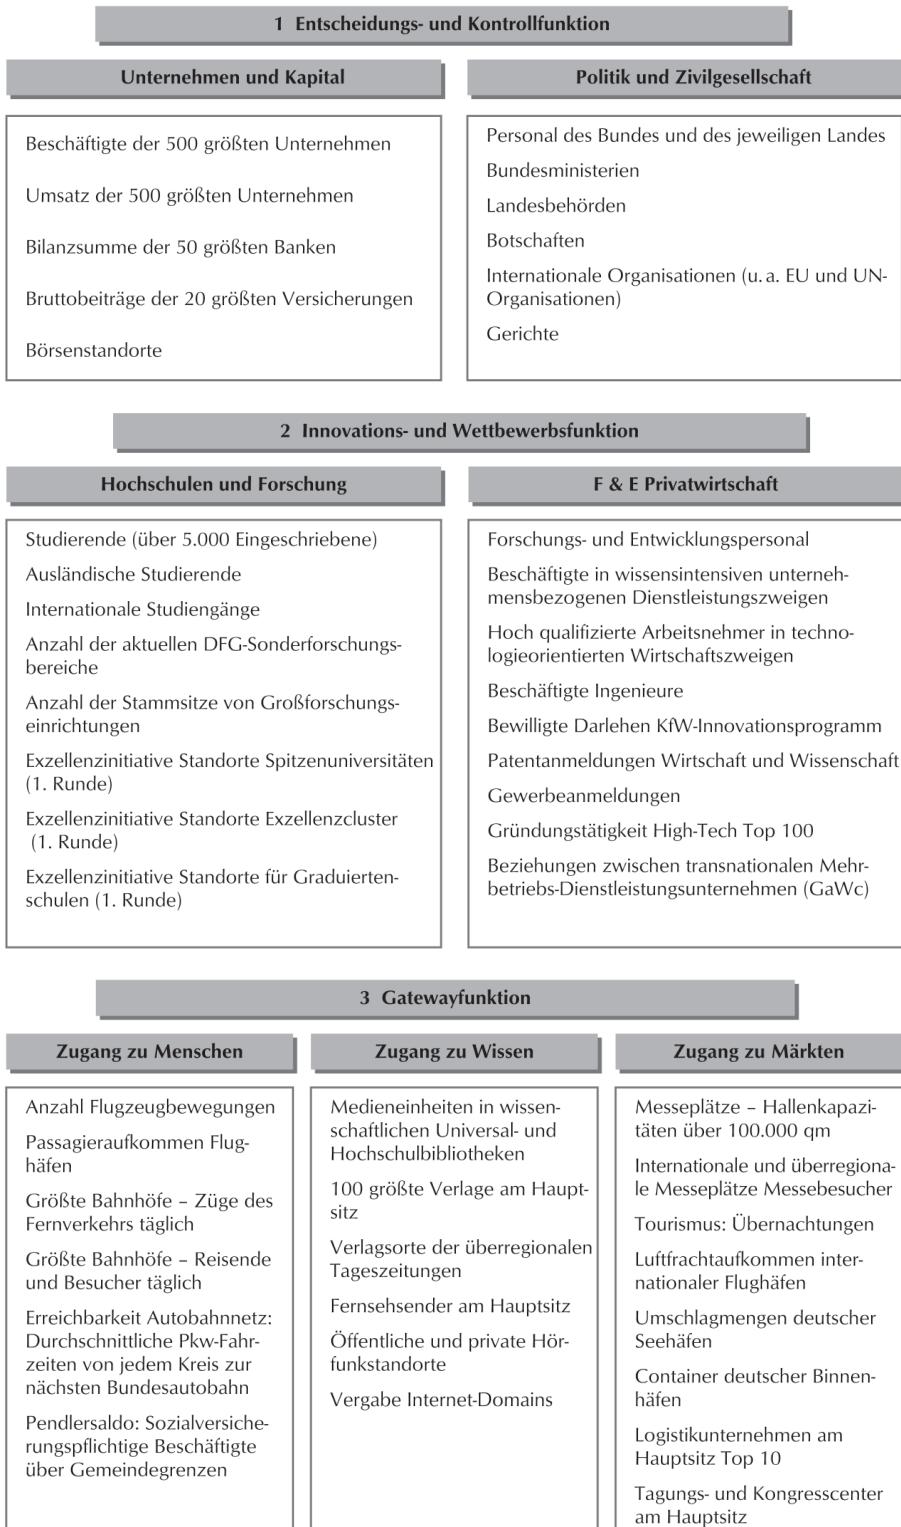 1 Entscheidungs- und Kontrollfunktion
Unternehmen und Kapital
Beschäftigte der 500 größten Unternehmen
Umsatz der 500 größten Unternehmen
Bilanzsumme der 50 größten Banken
Bruttobeiträge der 20 größten Versicherungen
Börsenstandorte
Politik und Zivilgesellschaft
Personal des Bundes und des jeweiligen Landes
Bundesministerien
Landesbehörden
Botschaften
Internationale Organisationen (u. a. EU und UN-
Organisationen)
Gerichte
2 Innovations- und Wettbewerbsfunktion
Hochschulen und Forschung
Studierende (über 5.000 Eingeschriebene)
Ausländische Studierende
Internationale Studiengänge
Anzahl der aktuellen DFG-Sonderforschungs-
bereiche
Anzahl der Stammsitze von Großforschungs-
einrichtungen
Exzellenzinitiative Standorte Spitzenuniversitäten
(1. Runde)
Exzellenzinitiative Standorte Exzellenzcluster
(1. Runde)
Exzellenzinitiative Standorte für Graduierten-
schulen (1. Runde)
F & E Privatwirtschaft
Forschungs- und Entwicklungspersonal
Beschäftigte in wissensintensiven unterneh-
mensbezogenen Dienstleistungszweigen
Hoch qualifizierte Arbeitsnehmer in techno-
logieorientierten Wirtschaftszweigen
Beschäftigte Ingenieure
Bewilligte Darlehen KfW-Innovationsprogramm
Patentanmeldungen Wirtschaft und Wissenschaft
Gewerbeanmeldungen
Gründungstätigkeit High-Tech Top 100
Beziehungen zwischen transnationalen Mehr-
betriebs-Dienstleistungsunternehmen (GaWc)
3 Gatewayfunktion
Zugang zu Menschen
Anzahl Flugzeugbewegungen
Passagieraufkommen Flug-
häfen
Größte Bahnhöfe – Züge des
Fernverkehrs täglich
Größte Bahnhöfe – Reisende
und Besucher täglich
Erreichbarkeit Autobahnnetz:
Durchschnittliche Pkw-Fahr-
zeiten von jedem Kreis zur
nächsten Bundesautobahn
Pendlersaldo: Sozialversiche-
rungspflichtige Beschäftigte
über Gemeindegrenzen
Zugang zu Wissen
Medieneinheiten in wissen-
schaftlichen Universal- und
Hochschulbibliotheken
100 größte Verlage am Haupt-
sitz
Verlagsorte der überregionalen
Tageszeitungen
Fernsehsender am Hauptsitz
Öffentliche und private Hör-
funkstandorte
Vergabe Internet-Domains
Zugang zu Märkten
Messeplätze – Hallenkapazi-
täten über 100.000 qm
Internationale und überregiona-
le Messeplätze Messebesucher
Tourismus: Übernachtungen
Luftfrachtaufkommen inter-
nationaler Flughäfen
Umschlagmengen deutscher
Seehäfen
Container deutscher Binnen-
häfen
Logistikunternehmen am
Hauptsitz Top 10
Tagungs- und Kongresscenter
am Hauptsitz